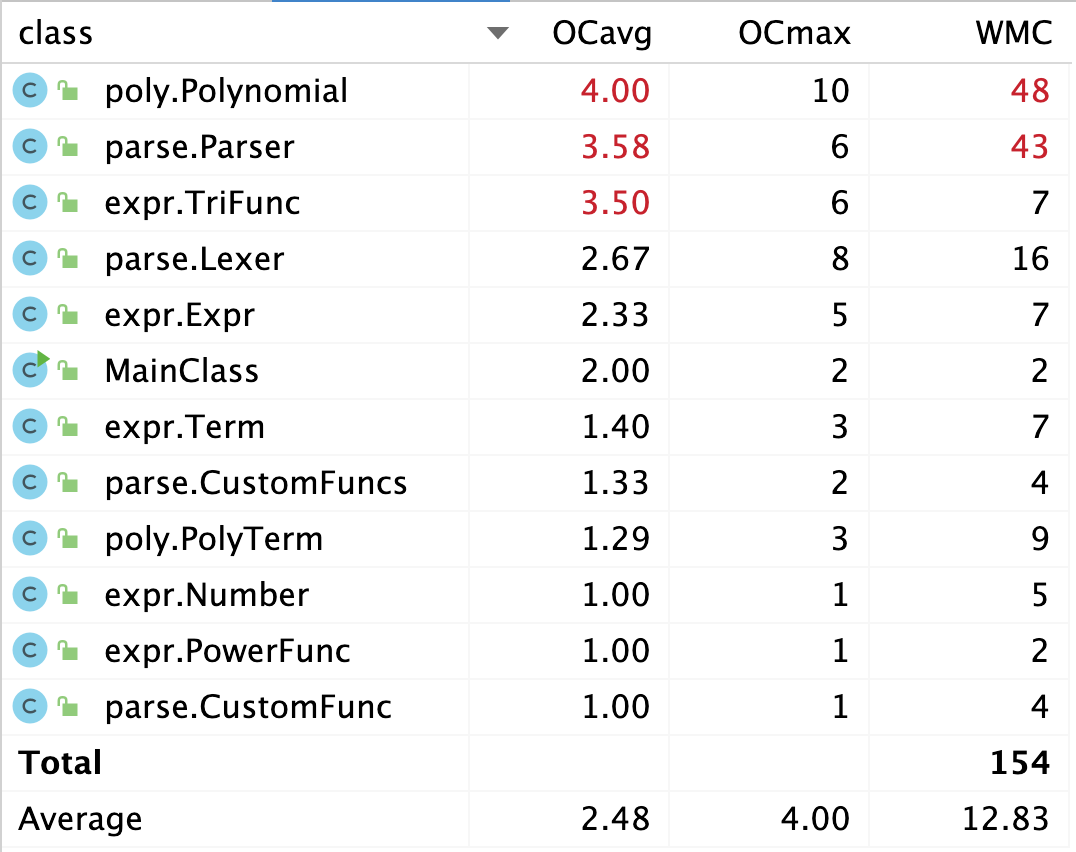 class OCavg OCmax WMC
C poly.Polynomial 4.00 10 48
C parse.Parser 3.58 6 43
C expr.TriFunc 3.50 6 7
C parse.Lexer 2.67 8 16
C expr.Expr 2.33 5 7
C MainClass 2.00 2 2
C expr.Term 1.40 3 7
C parse.CustomFuncs 1.33 2 4
C poly.PolyTerm 1.29 3 9
C expr.Number 1.00 1 5
C expr.PowerFunc 1.00 1 2
C parse.CustomFunc 1.00 1 4
Total 154
Average 2.48 4.00 12.83